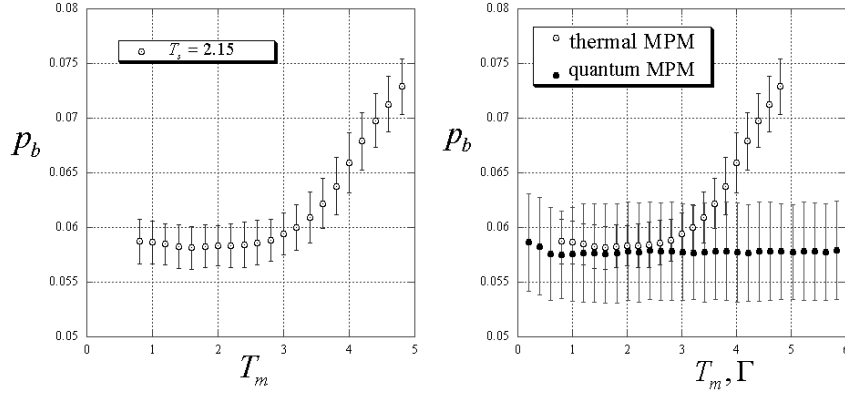 0.08
0.075
0.07
0.065
0.06
0.055
0.05
p_b
T_s = 2.15
0 1 2 3 4 5
T_m
0.08
0.075
0.07
0.065
0.06
0.055
0.05
p_b
thermal MPM
quantum MPM
0 1 2 3 4 5 6
T_m, Γ